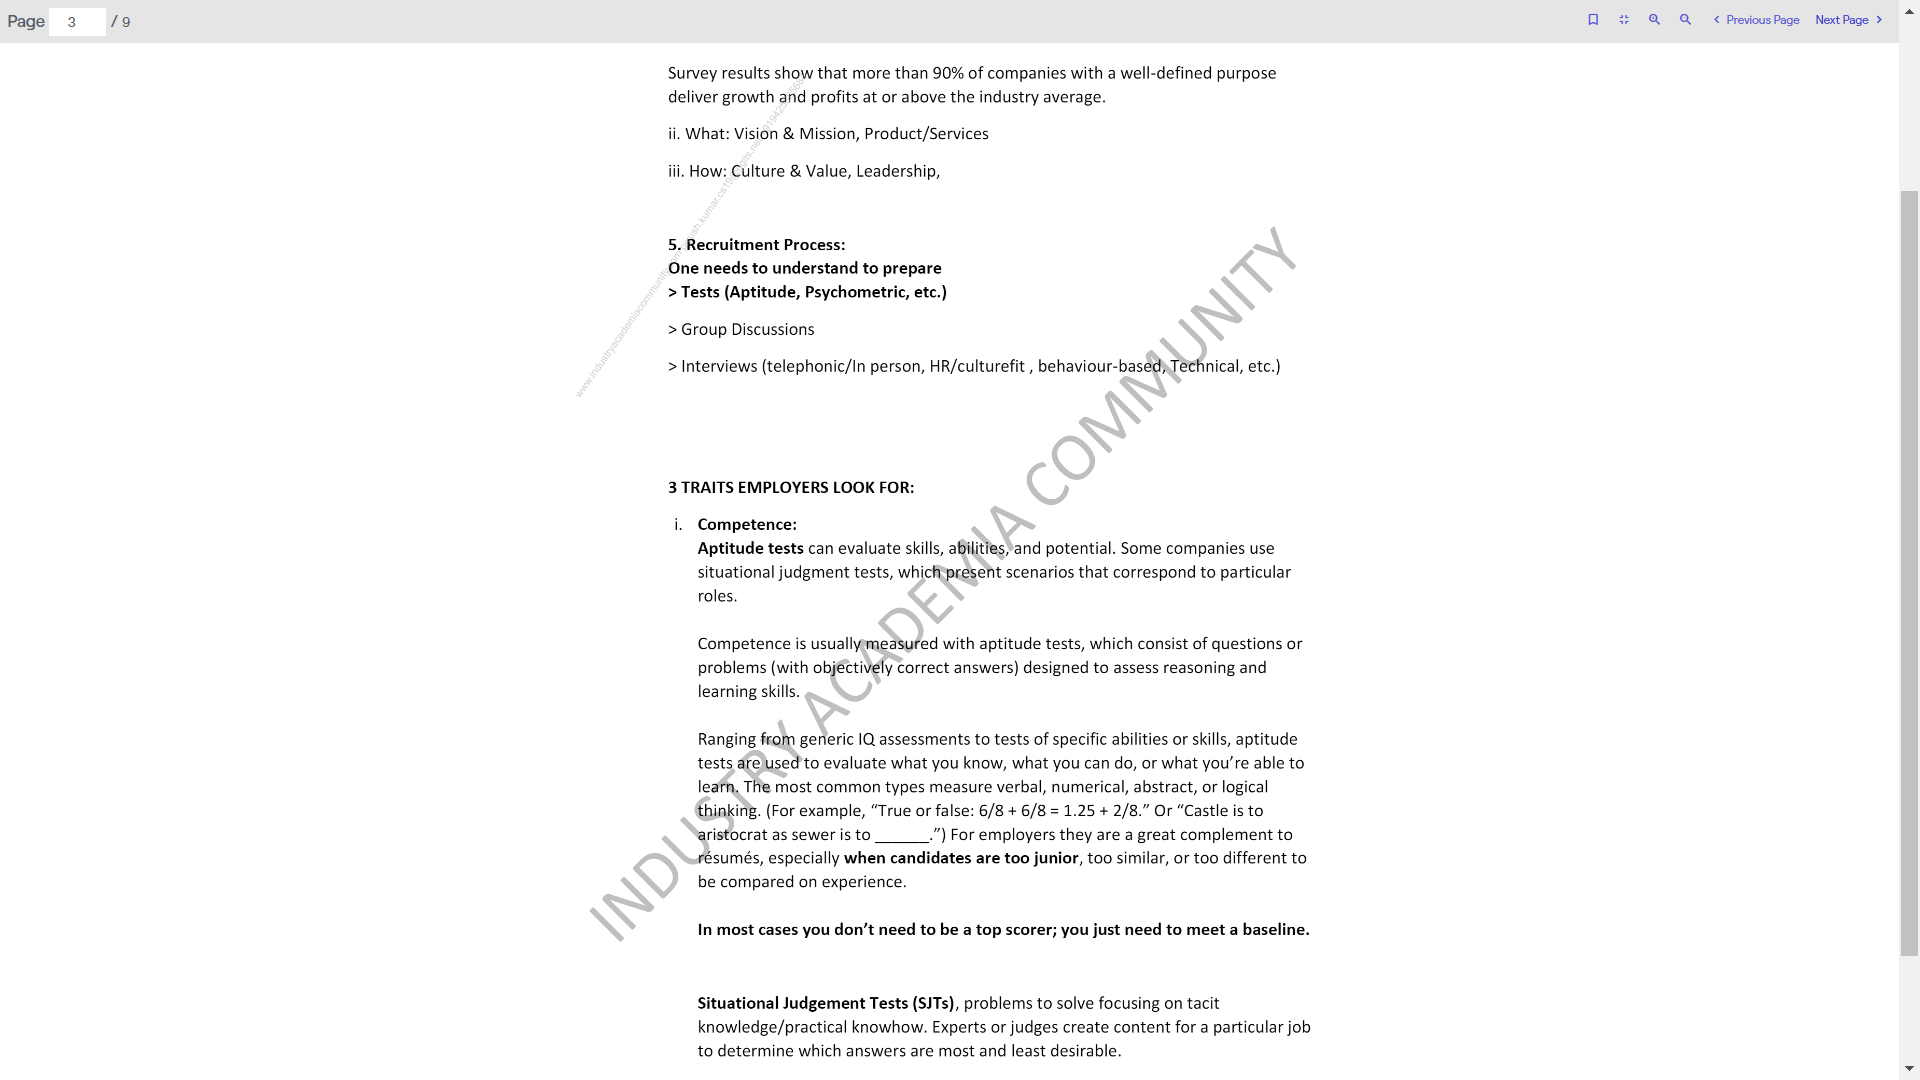 Page 3 / 9
Previous Page
Next Page
Survey results show that more than 90% of companies with a well-defined purpose
deliver growth and profits at or above the industry average.
ii. What: Vision & Mission, Product/Services
iii. How: Culture & Value, Leadership,
5. Recruitment Process:
One needs to understand to prepare
> Tests (Aptitude, Psychometric, etc.)
> Group Discussions
> Interviews (telephonic/In person, HR/culturefit , behaviour-based, Technical, etc.)
3 TRAITS EMPLOYERS LOOK FOR:
i. Competence:
Aptitude tests can evaluate skills, abilities, and potential. Some companies use
situational judgment tests, which present scenarios that correspond to particular
roles.
Competence is usually measured with aptitude tests, which consist of questions or
problems (with objectively correct answers) designed to assess reasoning and
learning skills.
Ranging from generic IQ assessments to tests of specific abilities or skills, aptitude
tests are used to evaluate what you know, what you can do, or what you’re able to
learn. The most common types measure verbal, numerical, abstract, or logical
thinking. (For example, “True or false: 6/8 + 6/8 = 1.25 + 2/8.” Or “Castle is to
aristocrat as sewer is to ______.”) For employers they are a great complement to
résumés, especially when candidates are too junior, too similar, or too different to
be compared on experience.
In most cases you don’t need to be a top scorer; you just need to meet a baseline.
Situational Judgement Tests (SJTs), problems to solve focusing on tacit
knowledge/practical knowhow. Experts or judges create content for a particular job
to determine which answers are most and least desirable.
INDUSTRY ACADEMIA COMMUNITY